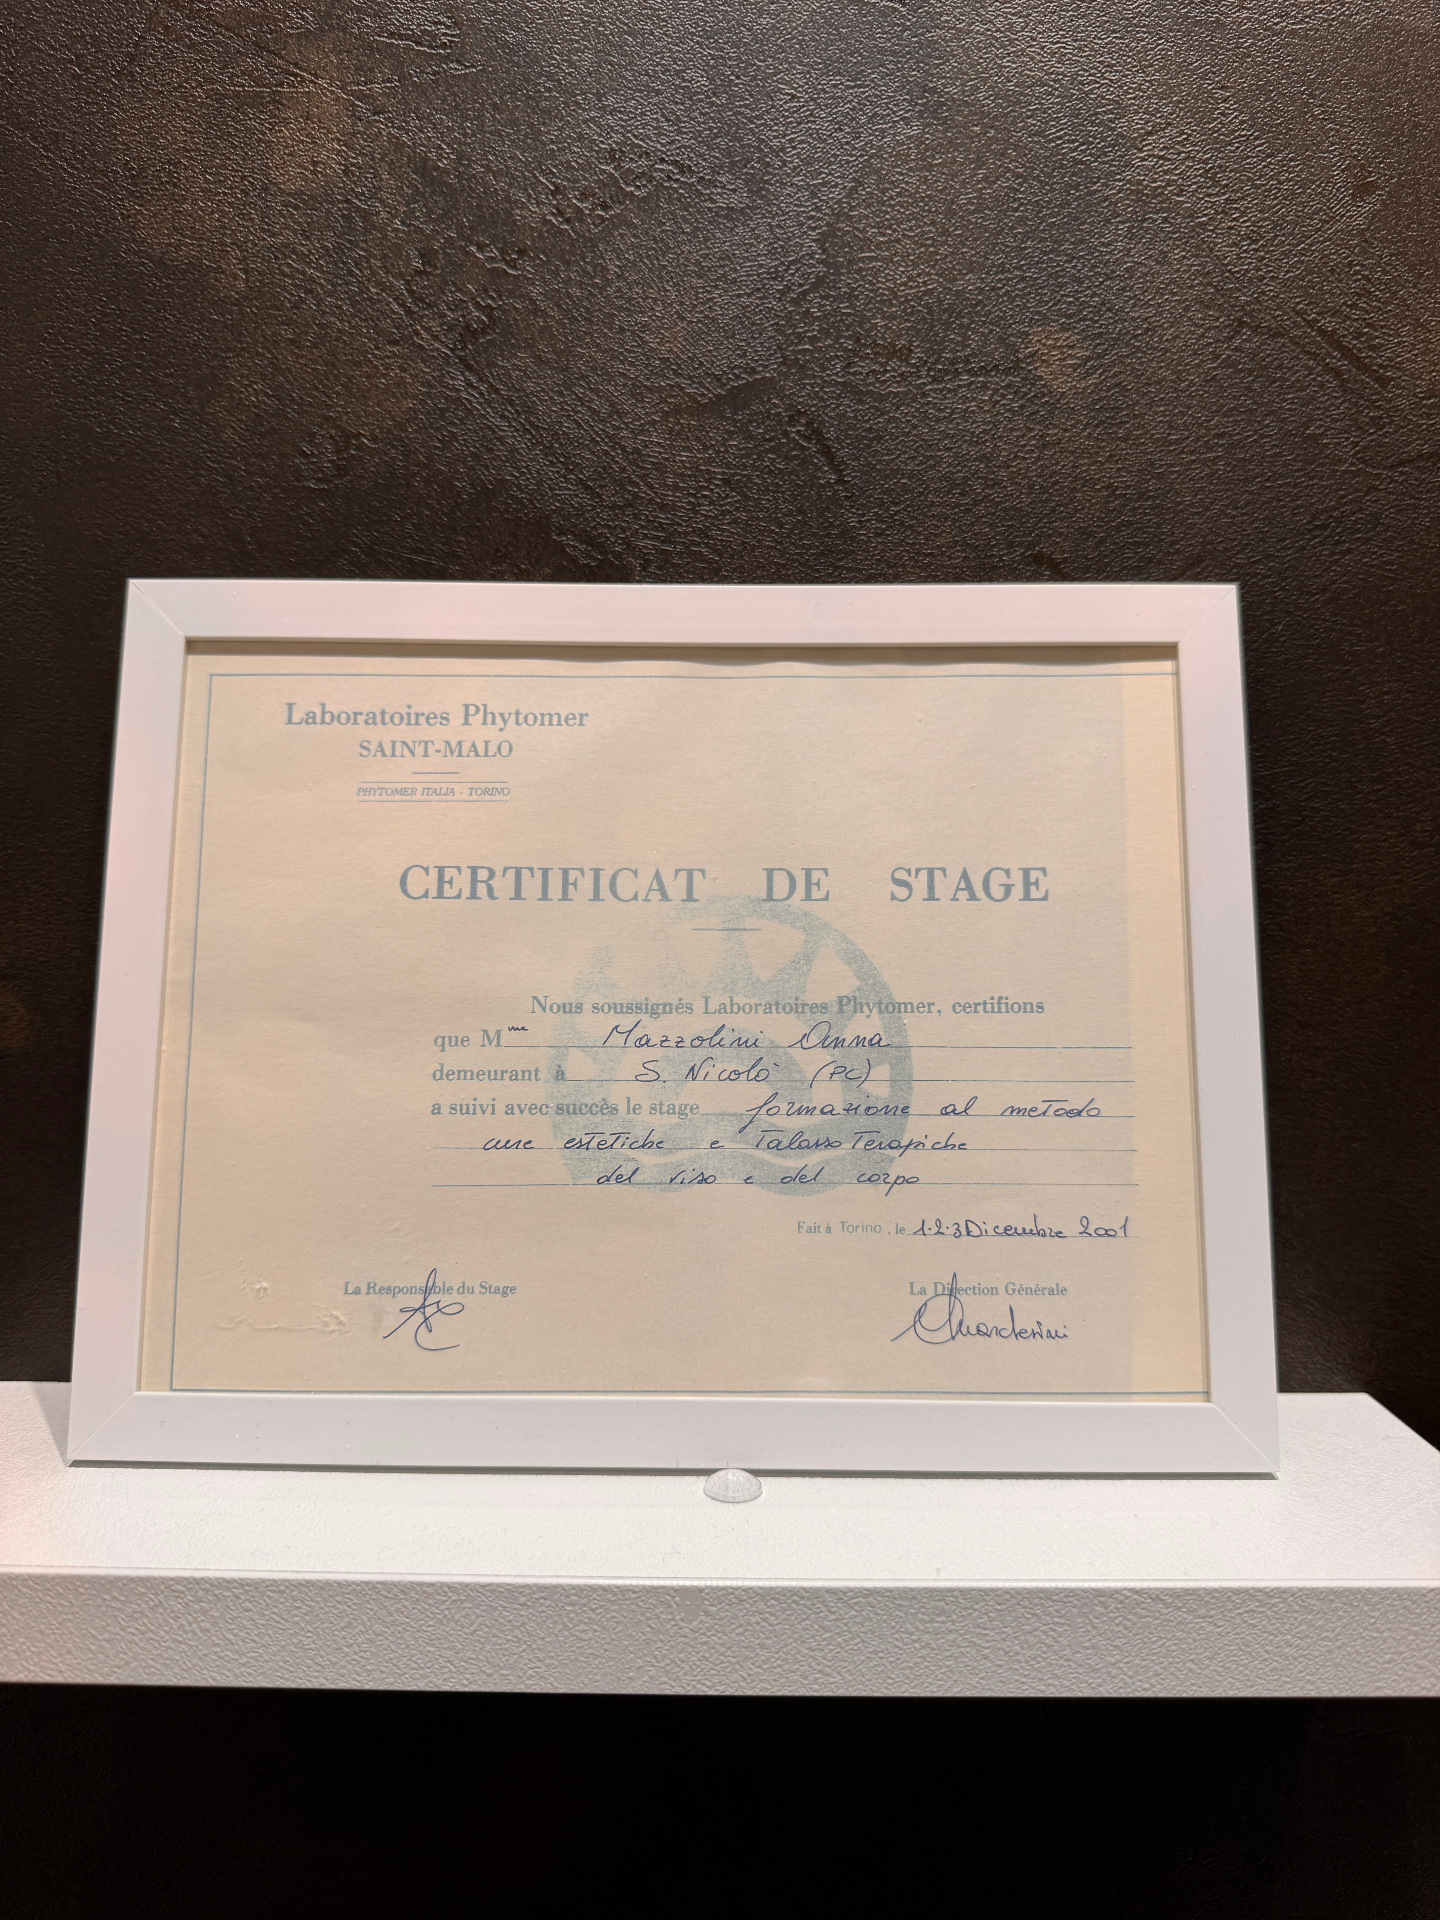 Laboratoires Phytomer
SAINT-MALO
PHYTOMER ITALIA - TORINO
CERTIFICAT DE STAGE
Nous soussignés Laboratoires Phytomer, certifions
que Mme Mazzolini Anna
demeurant à S. Nicolò (PC)
a suivi avec succès le stage formazione al metodo
cure estetiche e TalassoTerapiche
del viso e del corpo
Fait à Torino, le 1-2-3 Dicembre 2001
La Responsable du Stage
La Direction Générale